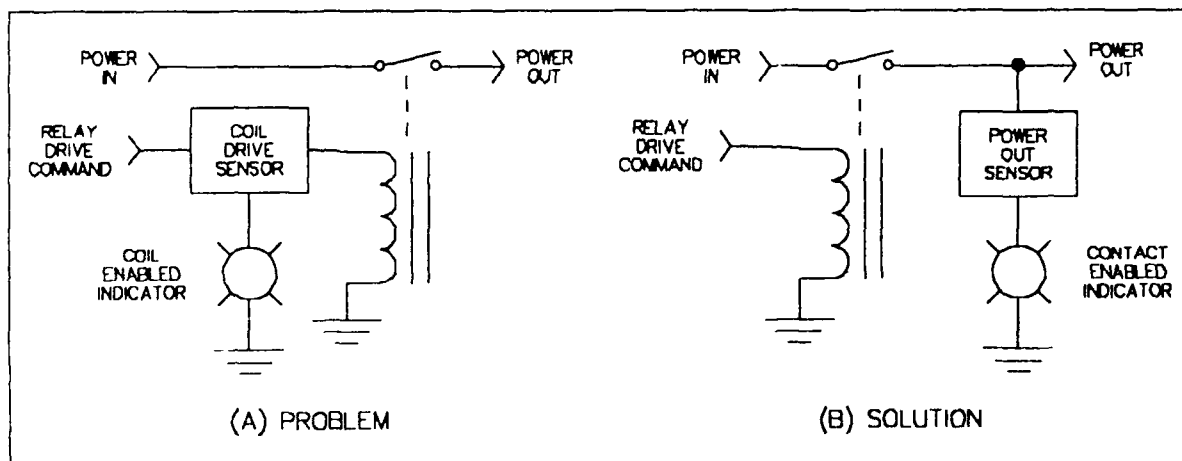 POWER
IN
POWER
OUT
RELAY
DRIVE
COMMAND
COIL
DRIVE
SENSOR
COIL
ENABLED
INDICATOR
(A) PROBLEM
POWER
IN
POWER
OUT
RELAY
DRIVE
COMMAND
POWER
OUT
SENSOR
CONTACT
ENABLED
INDICATOR
(B) SOLUTION